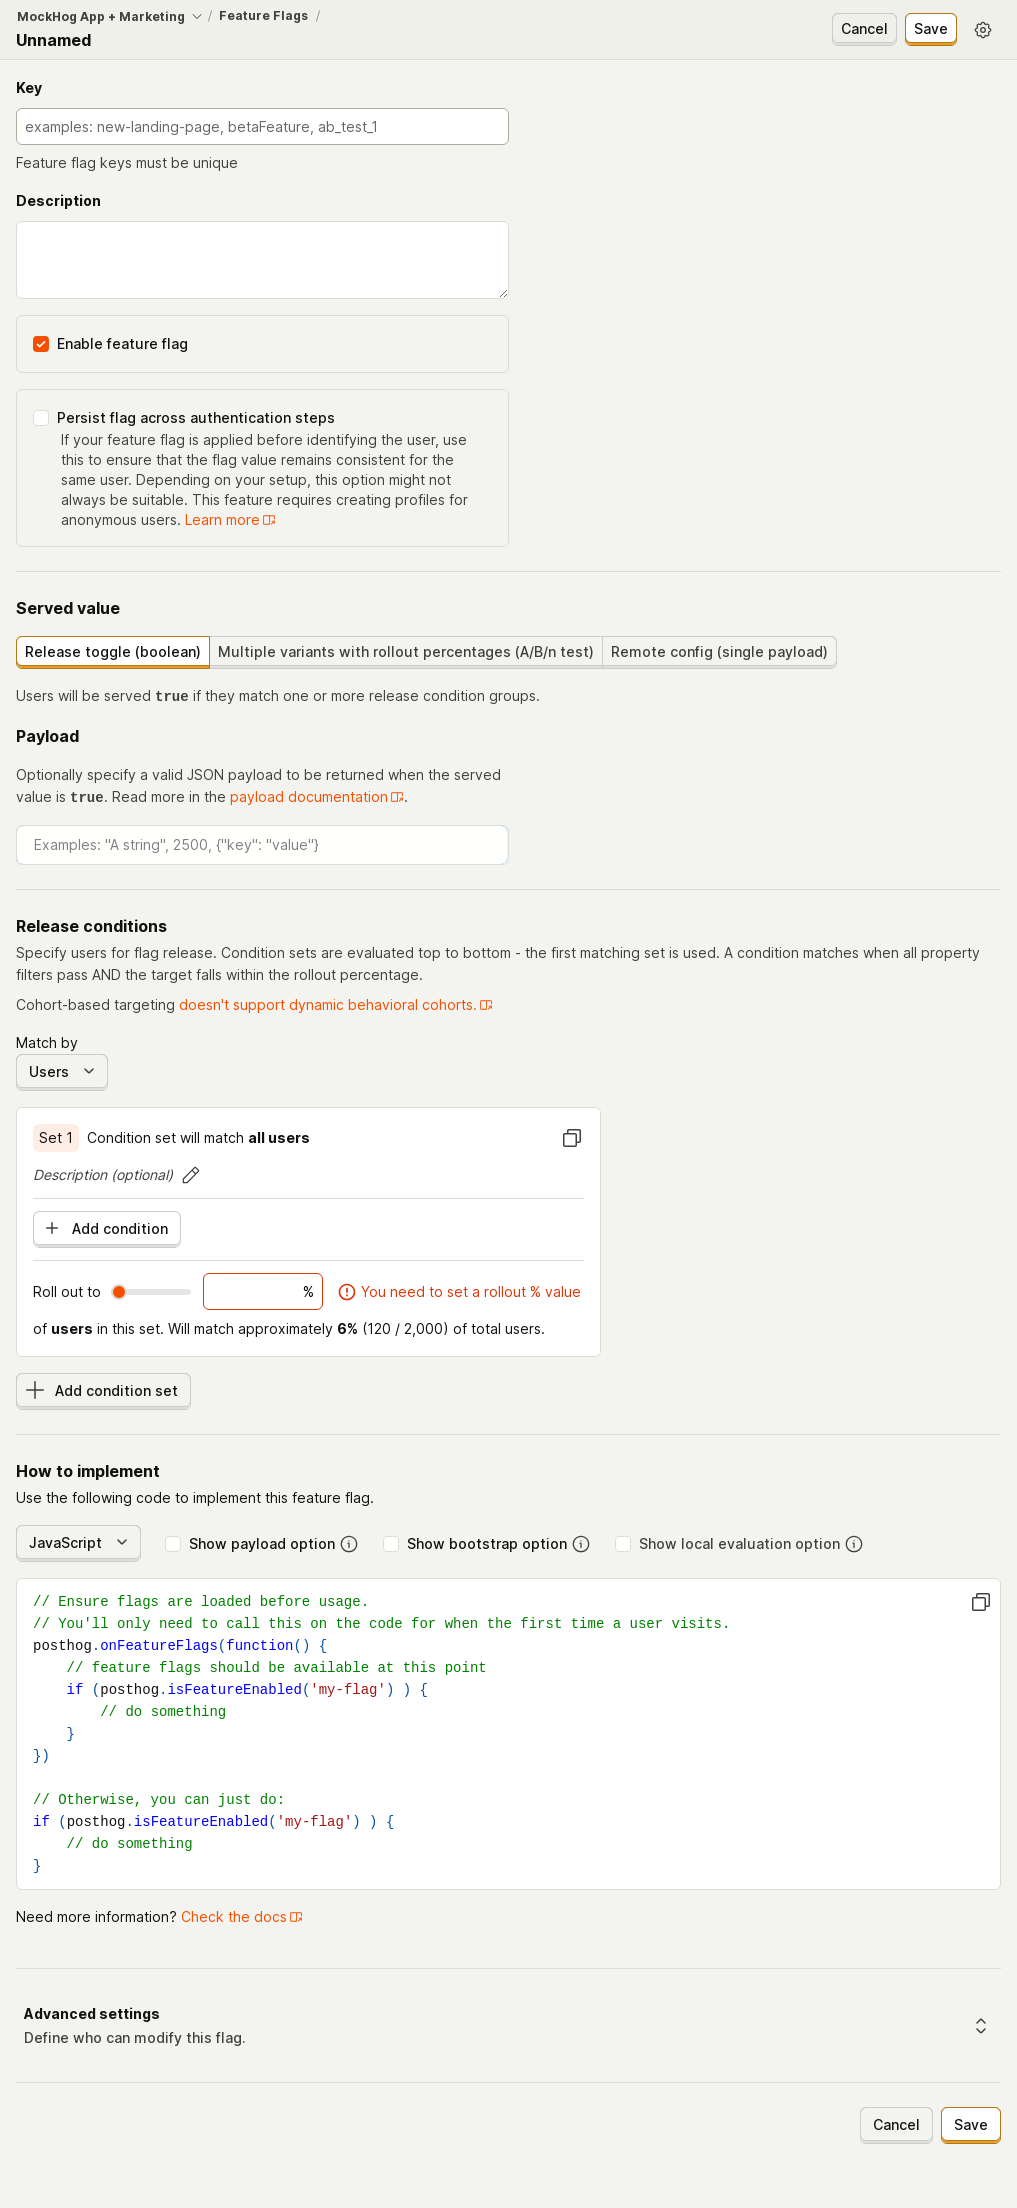 MockHog App + Marketing / Feature Flags /
Unnamed
Cancel
Save
Key
examples: new-landing-page, betaFeature, ab_test_1
Feature flag keys must be unique
Description
Enable feature flag
Persist flag across authentication steps
If your feature flag is applied before identifying the user, use
this to ensure that the flag value remains consistent for the
same user. Depending on your setup, this option might not
always be suitable. This feature requires creating profiles for
anonymous users. Learn more
Served value
Release toggle (boolean)
Multiple variants with rollout percentages (A/B/n test)
Remote config (single payload)
Users will be served true if they match one or more release condition groups.
Payload
Optionally specify a valid JSON payload to be returned when the served
value is true. Read more in the payload documentation.
Examples: "A string", 2500, {"key": "value"}
Release conditions
Specify users for flag release. Condition sets are evaluated top to bottom - the first matching set is used. A condition matches when all property
filters pass AND the target falls within the rollout percentage.
Cohort-based targeting doesn't support dynamic behavioral cohorts.
Match by
Users
Set 1 Condition set will match all users
Description (optional)
Add condition
Roll out to % You need to set a rollout % value
of users in this set. Will match approximately 6% (120 / 2,000) of total users.
Add condition set
How to implement
Use the following code to implement this feature flag.
JavaScript
Show payload option
Show bootstrap option
Show local evaluation option
// Ensure flags are loaded before usage.
// You'll only need to call this on the code for when the first time a user visits.
posthog.onFeatureFlags(function() {
    // feature flags should be available at this point
    if (posthog.isFeatureEnabled('my-flag') ) {
        // do something
    }
})
// Otherwise, you can just do:
if (posthog.isFeatureEnabled('my-flag') ) {
    // do something
}
Need more information? Check the docs
Advanced settings
Define who can modify this flag.
Cancel
Save